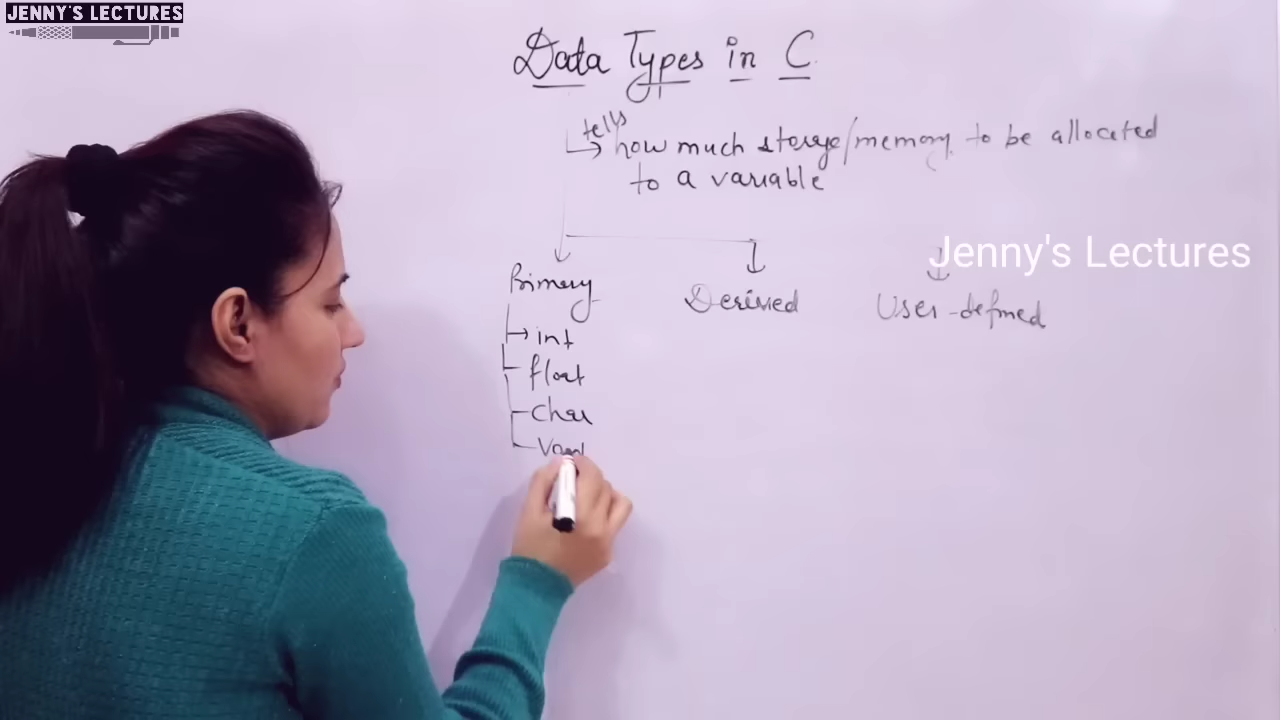 JENNY'S LECTURES
Data Types in C
tells
how much storage/memory to be allocated
to a variable
Jenny's Lectures
Primary
Derived
User-defined
int
float
char